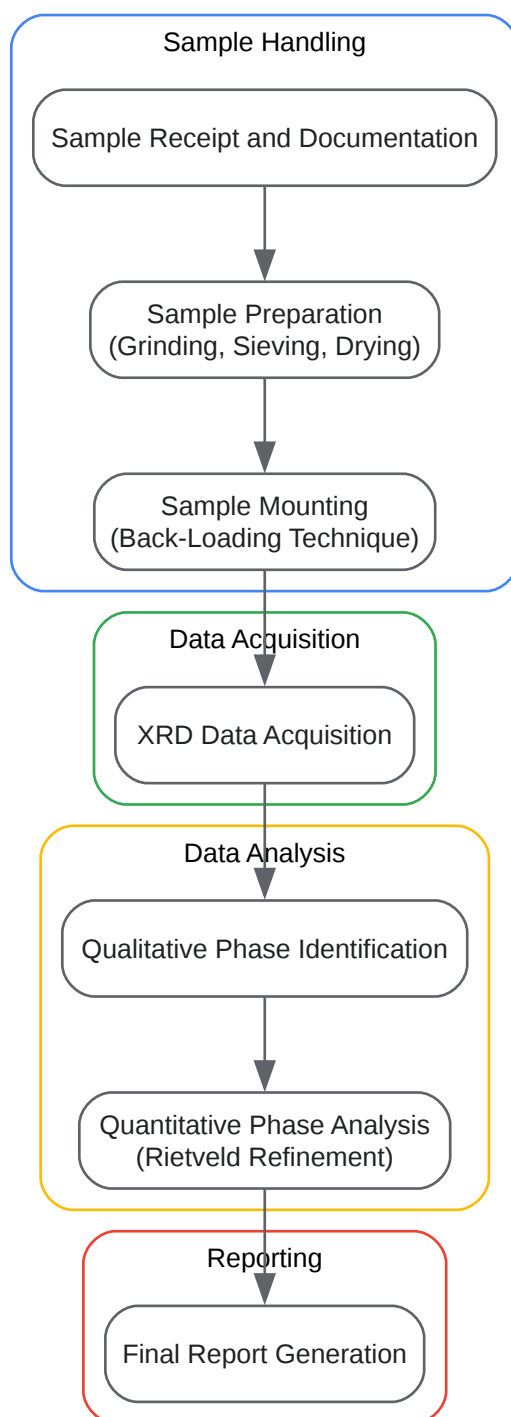 Sample Handling
Sample Receipt and Documentation
Sample Preparation
(Grinding, Sieving, Drying)
Sample Mounting
(Back-Loading Technique)
Data Acquisition
XRD Data Acquisition
Data Analysis
Qualitative Phase Identification
Quantitative Phase Analysis
(Rietveld Refinement)
Reporting
Final Report Generation